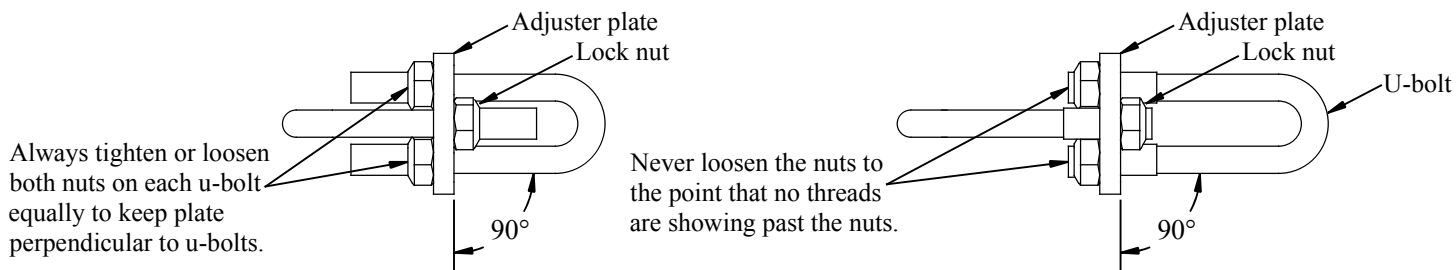 Adjuster plate
Lock nut
Always tighten or loosen
both nuts on each u-bolt
equally to keep plate
perpendicular to u-bolts.
90°
Adjuster plate
Lock nut
U-bolt
Never loosen the nuts to
the point that no threads
are showing past the nuts.
90°